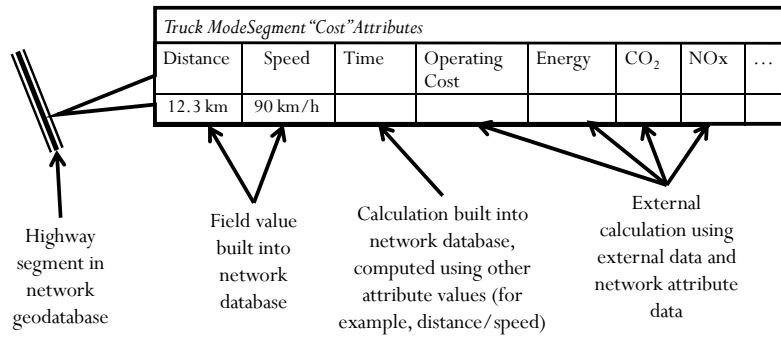 Truck ModeSegment “Cost” Attributes
Distance Speed Time Operating Cost Energy CO₂ NOx …
12.3 km 90 km/h
Highway
segment in
network
geodatabase
Field value
built into
network
database
Calculation built into
network database,
computed using other
attribute values (for
example, distance/speed)
External
calculation using
external data and
network attribute
data